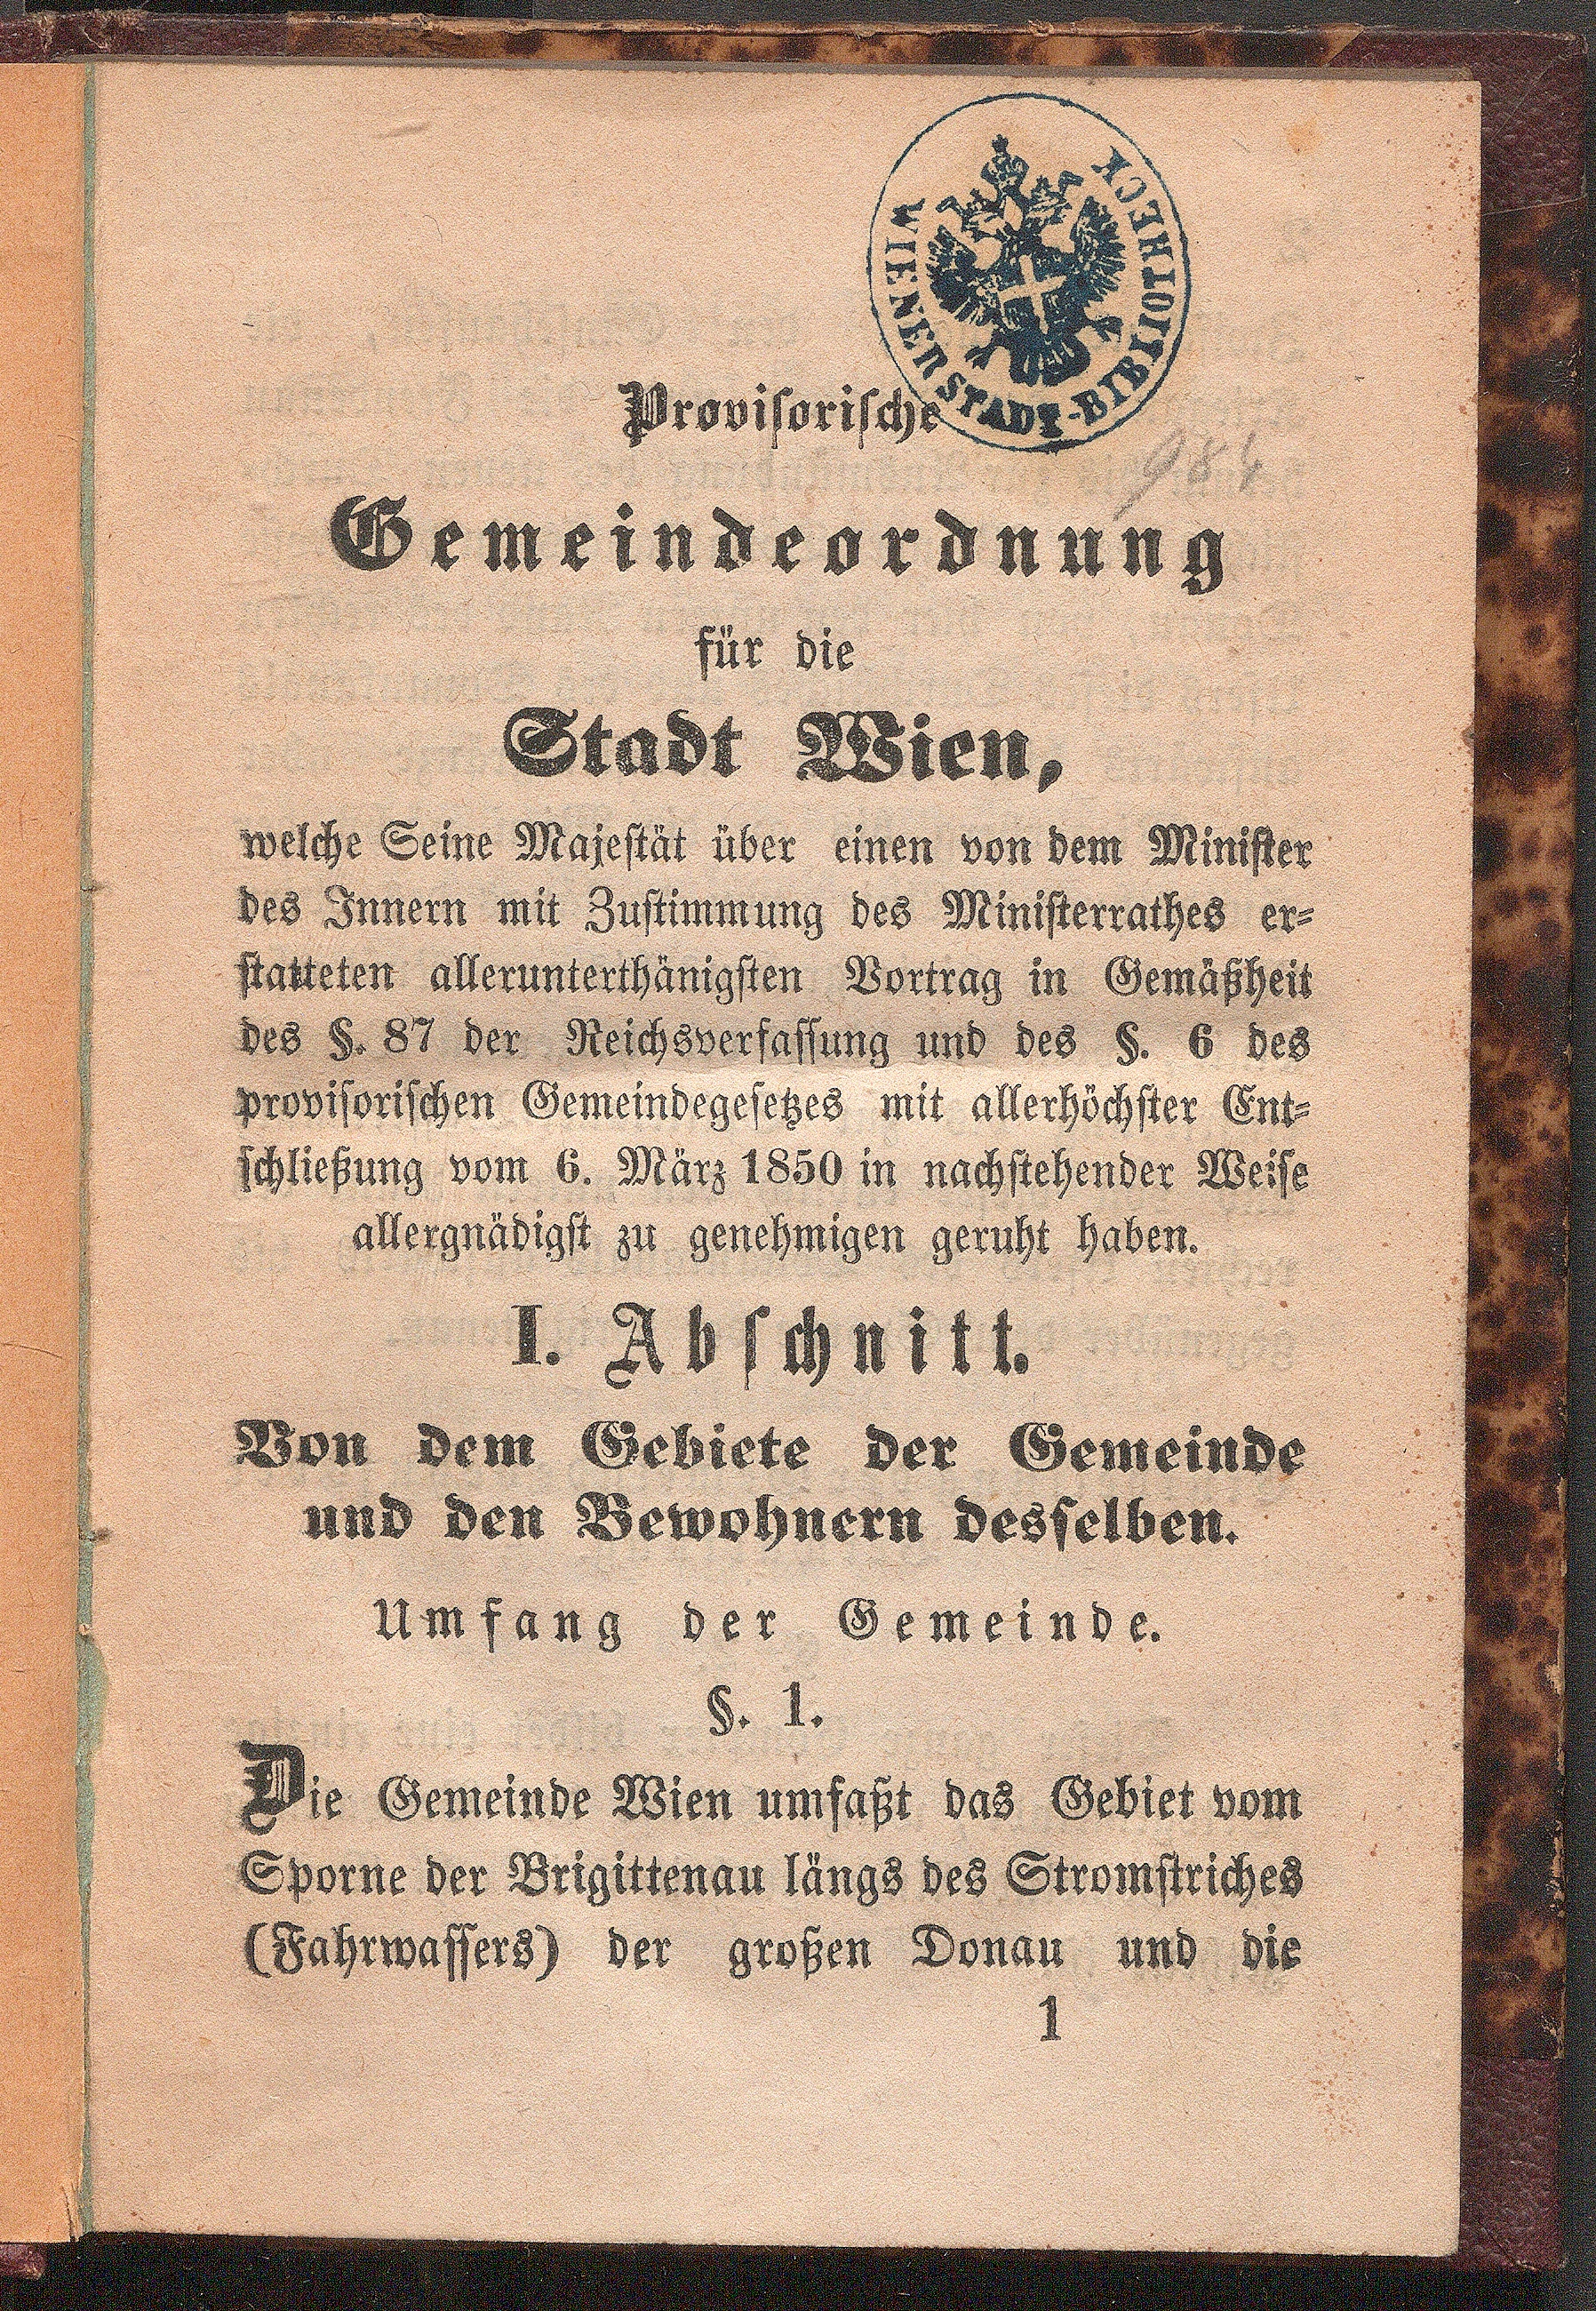 WIENER STADT-BIBLIOTHECK
Provisorische
Gemeindeordnung
für die
Stadt Wien,
welche Seine Majestät über einen von dem Minister
des Innern mit Zustimmung des Ministerrathes er-
statteten allerunterthänigsten Vortrag in Gemäßheit
des §. 87 der Reichsverfassung und des §. 6 des
provisorischen Gemeindegesetzes mit allerhöchster Ent-
schließung vom 6. März 1850 in nachstehender Weise
allergnädigst zu genehmigen geruht haben.
I. Abschnitt.
Von dem Gebiete der Gemeinde
und den Bewohnern desselben.
Umfang der Gemeinde.
§. 1.
Die Gemeinde Wien umfaßt das Gebiet vom
Sporne der Brigittenau längs des Stromstriches
(Fahrwassers) der großen Donau und die
1